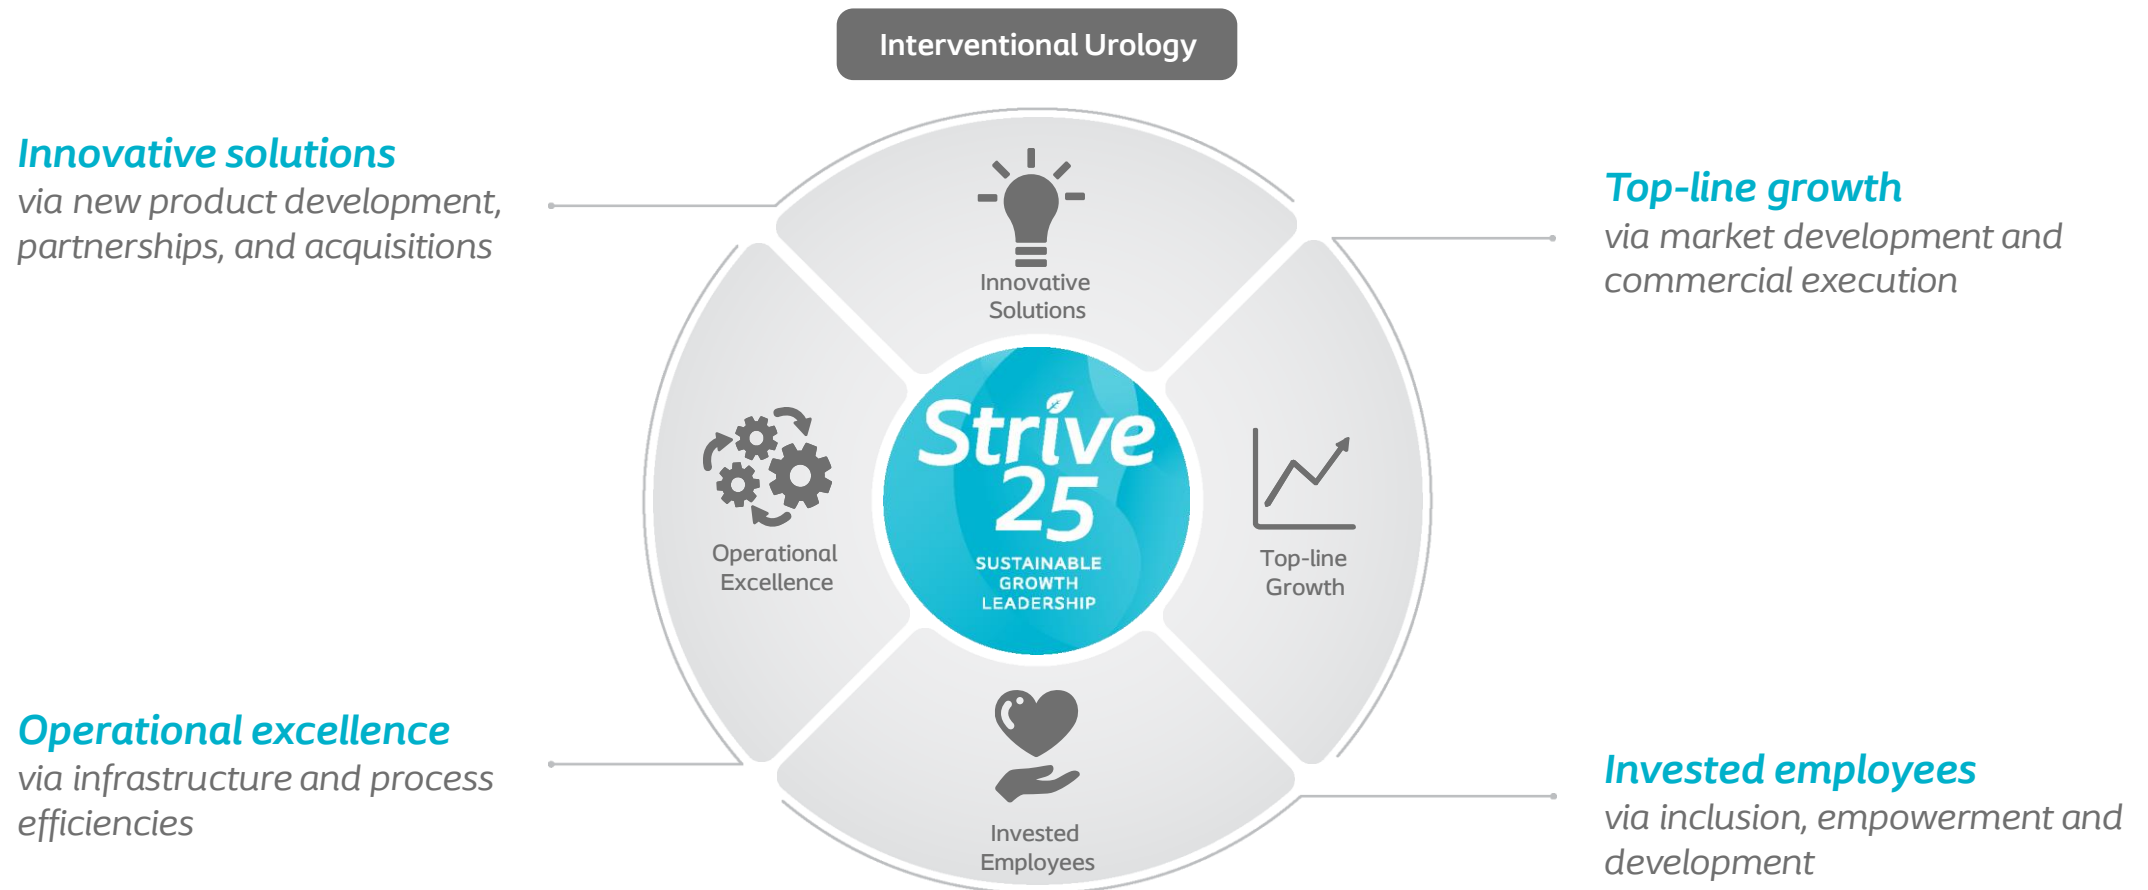 Interventional Urology
Innovative solutions
via new product development,
partnerships, and acquisitions
Top-line growth
via market development and
commercial execution
Innovative
Solutions
Strive
25
SUSTAINABLE
GROWTH
LEADERSHIP
Operational
Excellence
Top-line
Growth
Invested
Employees
Operational excellence
via infrastructure and process
efficiencies
Invested employees
via inclusion, empowerment and
development